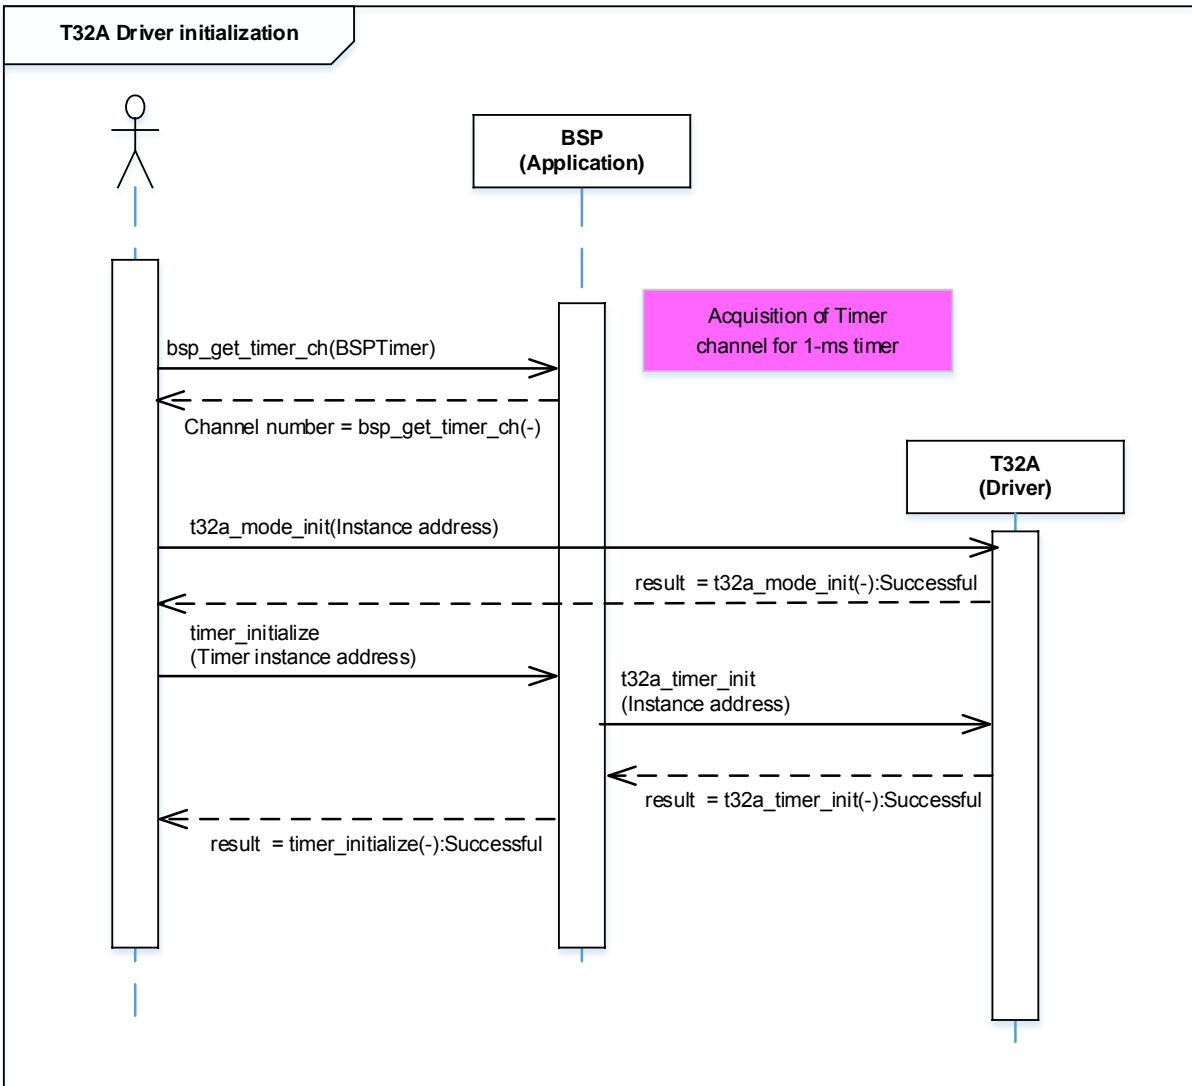 T32A Driver initialization
BSP
(Application)
Acquisition of Timer
channel for 1-ms timer
bsp_get_timer_ch(BSPTimer)
Channel number = bsp_get_timer_ch(-)
T32A
(Driver)
t32a_mode_init(Instance address)
result  = t32a_mode_init(-):Successful
timer_initialize
(Timer instance address)
t32a_timer_init
(Instance address)
result  = t32a_timer_init(-):Successful
result  = timer_initialize(-):Successful